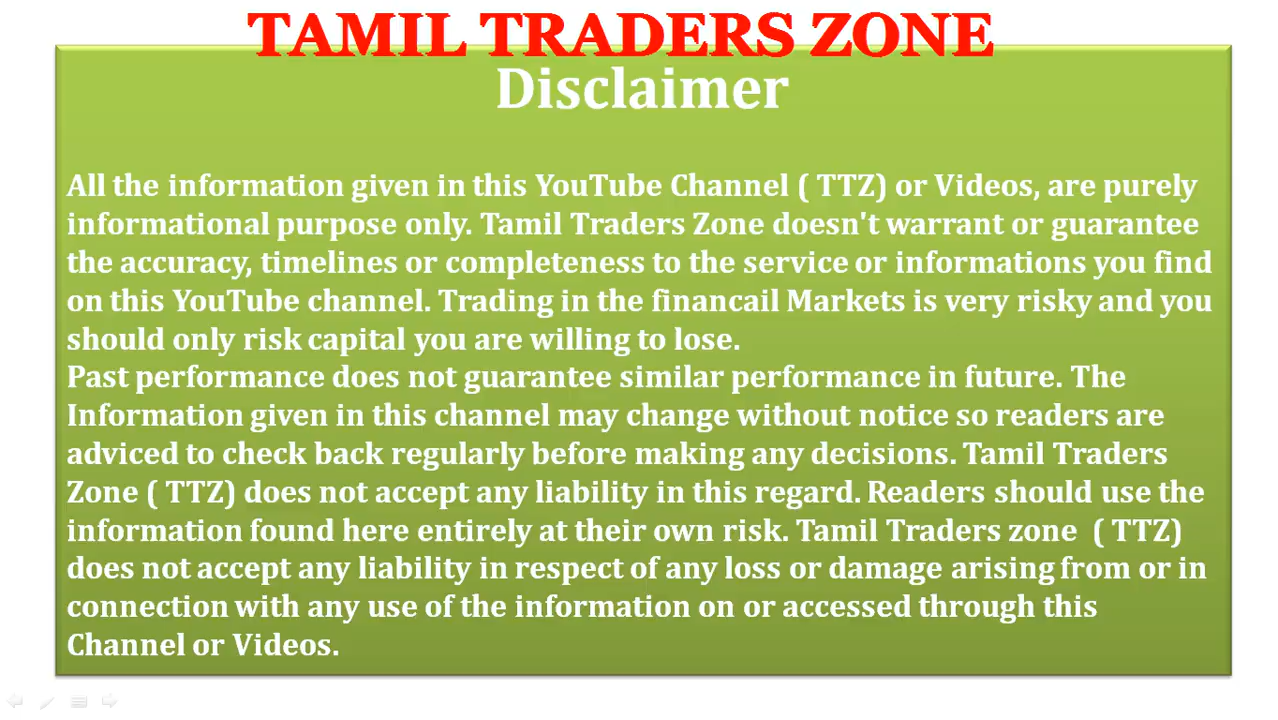 TAMIL TRADERS ZONE
Disclaimer
All the information given in this YouTube Channel ( TTZ) or Videos, are purely
informational purpose only. Tamil Traders Zone doesn't warrant or guarantee
the accuracy, timelines or completeness to the service or informations you find
on this YouTube channel. Trading in the financail Markets is very risky and you
should only risk capital you are willing to lose.
Past performance does not guarantee similar performance in future. The
Information given in this channel may change without notice so readers are
adviced to check back regularly before making any decisions. Tamil Traders
Zone ( TTZ) does not accept any liability in this regard. Readers should use the
information found here entirely at their own risk. Tamil Traders zone  ( TTZ)
does not accept any liability in respect of any loss or damage arising from or in
connection with any use of the information on or accessed through this
Channel or Videos.